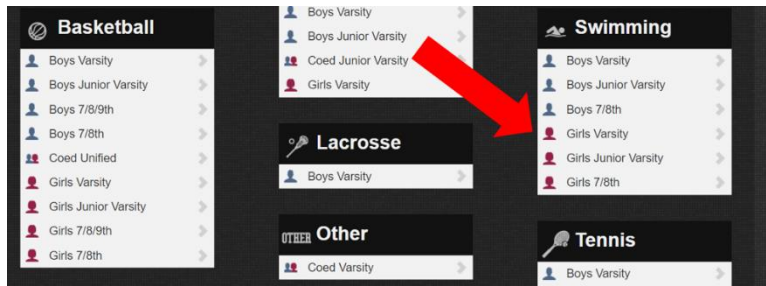 Basketball
Boys Varsity
Boys Junior Varsity
Boys 7/8/9th
Boys 7/8th
Coed Unified
Girls Varsity
Girls Junior Varsity
Girls 7/8/9th
Girls 7/8th
Boys Varsity
Boys Junior Varsity
Coed Junior Varsity
Girls Varsity
Lacrosse
Boys Varsity
OTHER Other
Coed Varsity
Swimming
Boys Varsity
Boys Junior Varsity
Boys 7/8th
Girls Varsity
Girls Junior Varsity
Girls 7/8th
Tennis
Boys Varsity